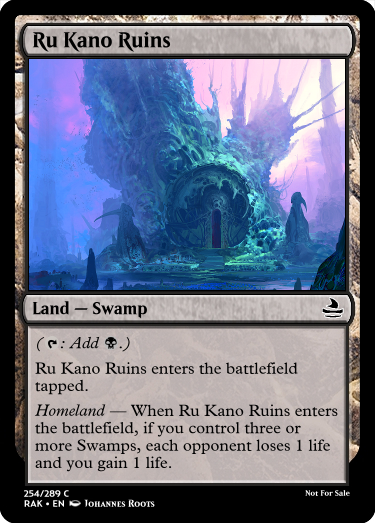 Ru Kano Ruins
Land — Swamp
( : Add .)
Ru Kano Ruins enters the battlefield
tapped.
Homeland — When Ru Kano Ruins enters
the battlefield, if you control three or
more Swamps, each opponent loses 1 life
and you gain 1 life.
254/289 C
Not For Sale
RAK • EN Johannes Roots